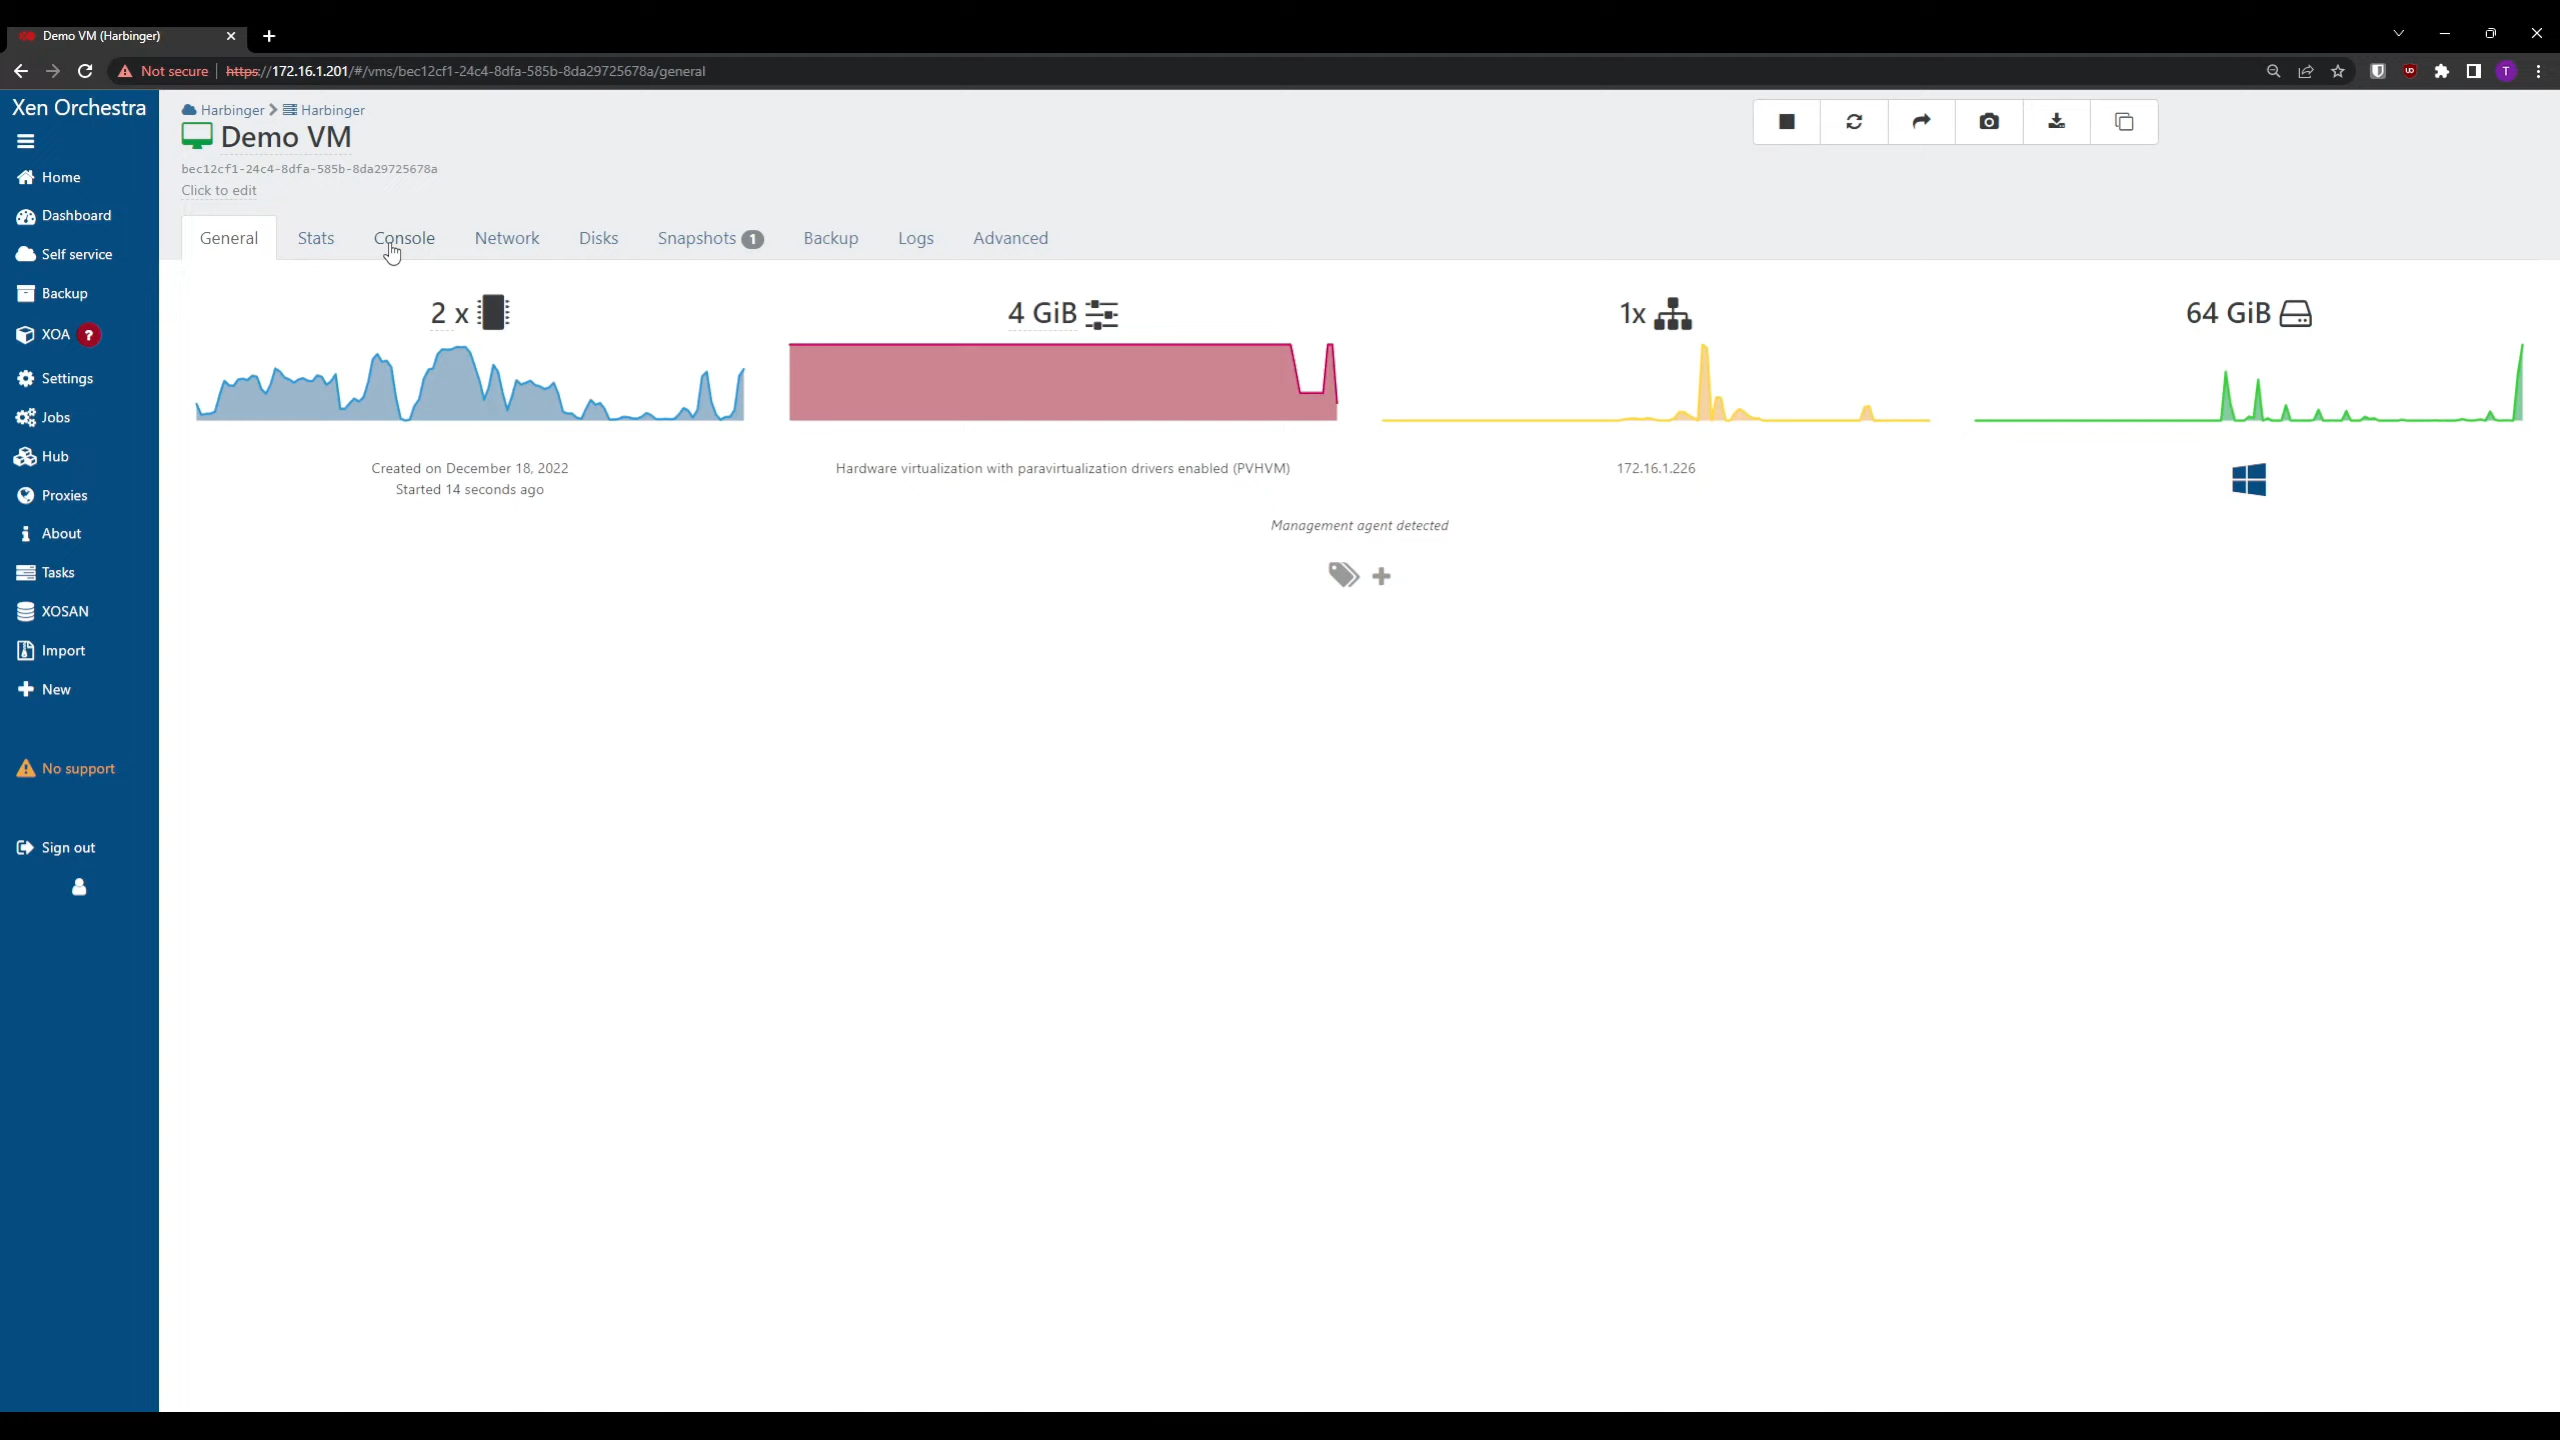 Demo VM (Harbinger)
Not secure
https://172.16.1.201/#/vms/bec12cf1-24c4-8dfa-585b-8da29725678a/general
T
Xen Orchestra
Home
Dashboard
Self service
Backup
XOA ?
Settings
Jobs
Hub
Proxies
About
Tasks
XOSAN
Import
New
No support
Sign out
Harbinger Harbinger
Demo VM
bec12cf1-24c4-8dfa-585b-8da29725678a
Click to edit
General Stats Console Network Disks Snapshots 1 Backup Logs Advanced
2 x 4 GiB 1x 64 GiB
Created on December 18, 2022
Started 14 seconds ago
Hardware virtualization with paravirtualization drivers enabled (PVHVM)
172.16.1.226
Management agent detected